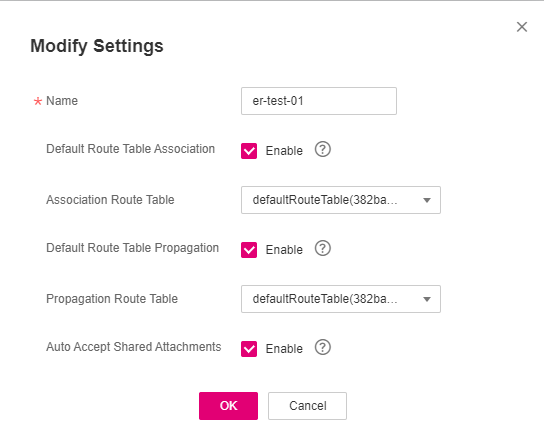 Modify Settings
* Name er-test-01
Default Route Table Association Enable ?
Association Route Table defaultRouteTable(382ba...
Default Route Table Propagation Enable ?
Propagation Route Table defaultRouteTable(382ba...
Auto Accept Shared Attachments Enable ?
OK Cancel